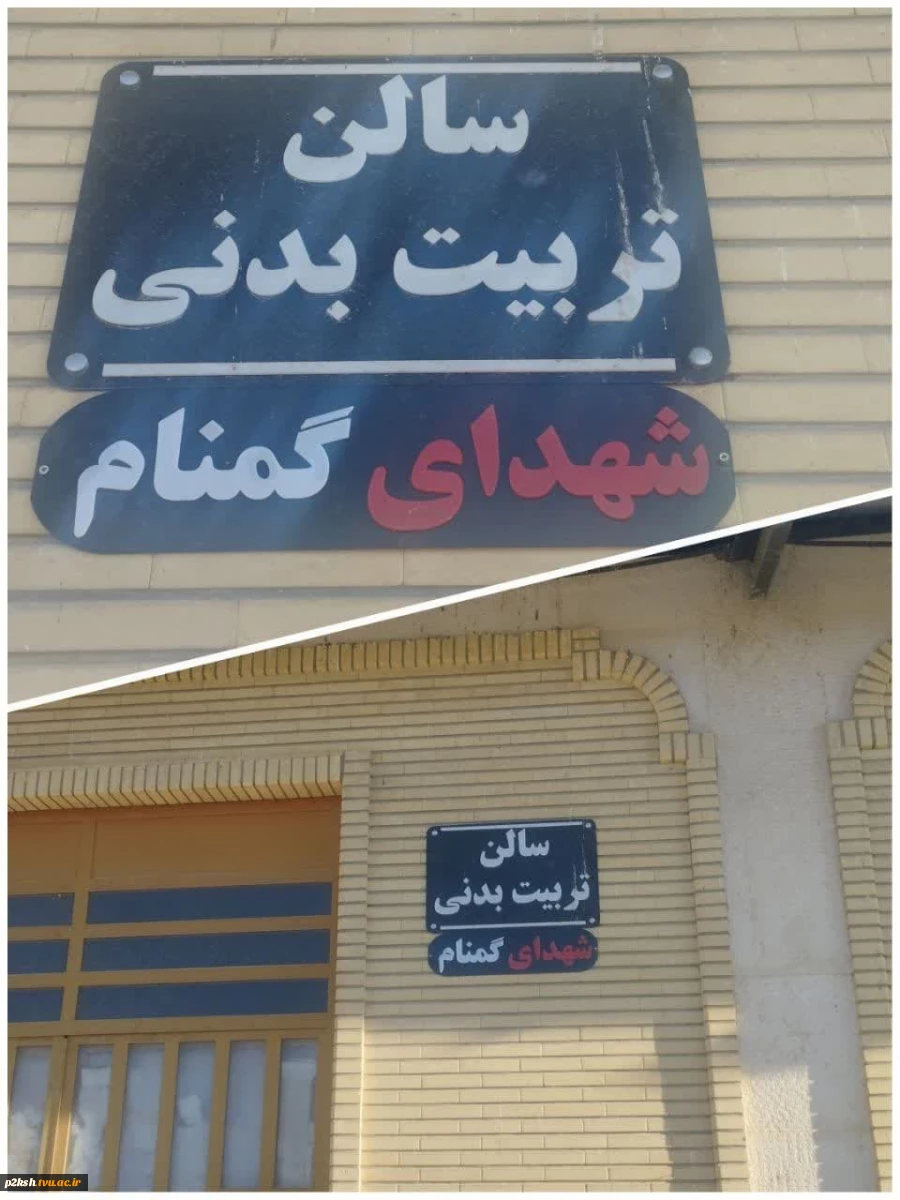 سالن
تربیت بدنی
شهدای گمنام
سالن
تربیت بدنی
شهدای گمنام
p2ksh.tvu.ac.ir